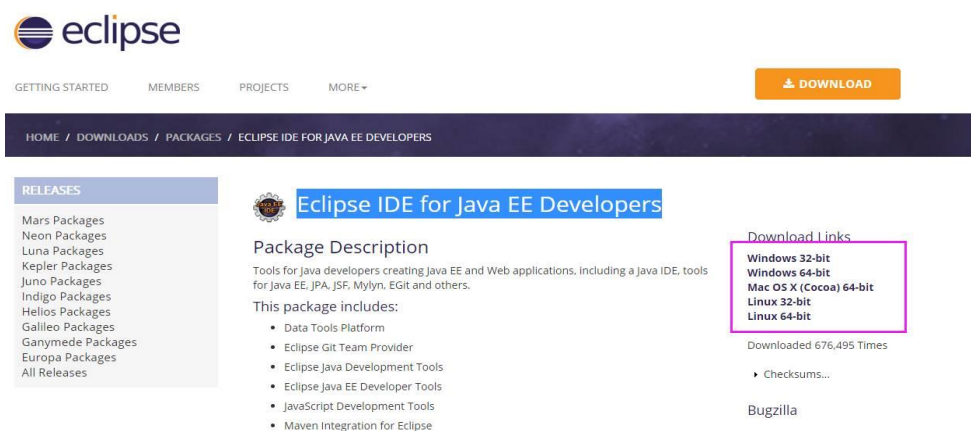 eclipse
GETTING STARTED MEMBERS PROJECTS MORE
DOWNLOAD
HOME / DOWNLOADS / PACKAGES / ECLIPSE IDE FOR JAVA EE DEVELOPERS
RELEASES
Mars Packages
Neon Packages
Luna Packages
Kepler Packages
Juno Packages
Indigo Packages
Helios Packages
Galileo Packages
Ganymede Packages
Europa Packages
All Releases
Java EE
IDE
Eclipse IDE for Java EE Developers
Package Description
Tools for Java developers creating Java EE and Web applications, including a Java IDE, tools
for Java EE, JPA, JSF, Mylyn, EGit and others.
This package includes:
• Data Tools Platform
• Eclipse Git Team Provider
• Eclipse Java Development Tools
• Eclipse Java EE Developer Tools
• JavaScript Development Tools
• Maven Integration for Eclipse
Download Links
Windows 32-bit
Windows 64-bit
Mac OS X (Cocoa) 64-bit
Linux 32-bit
Linux 64-bit
Downloaded 676,495 Times
Checksums...
Bugzilla